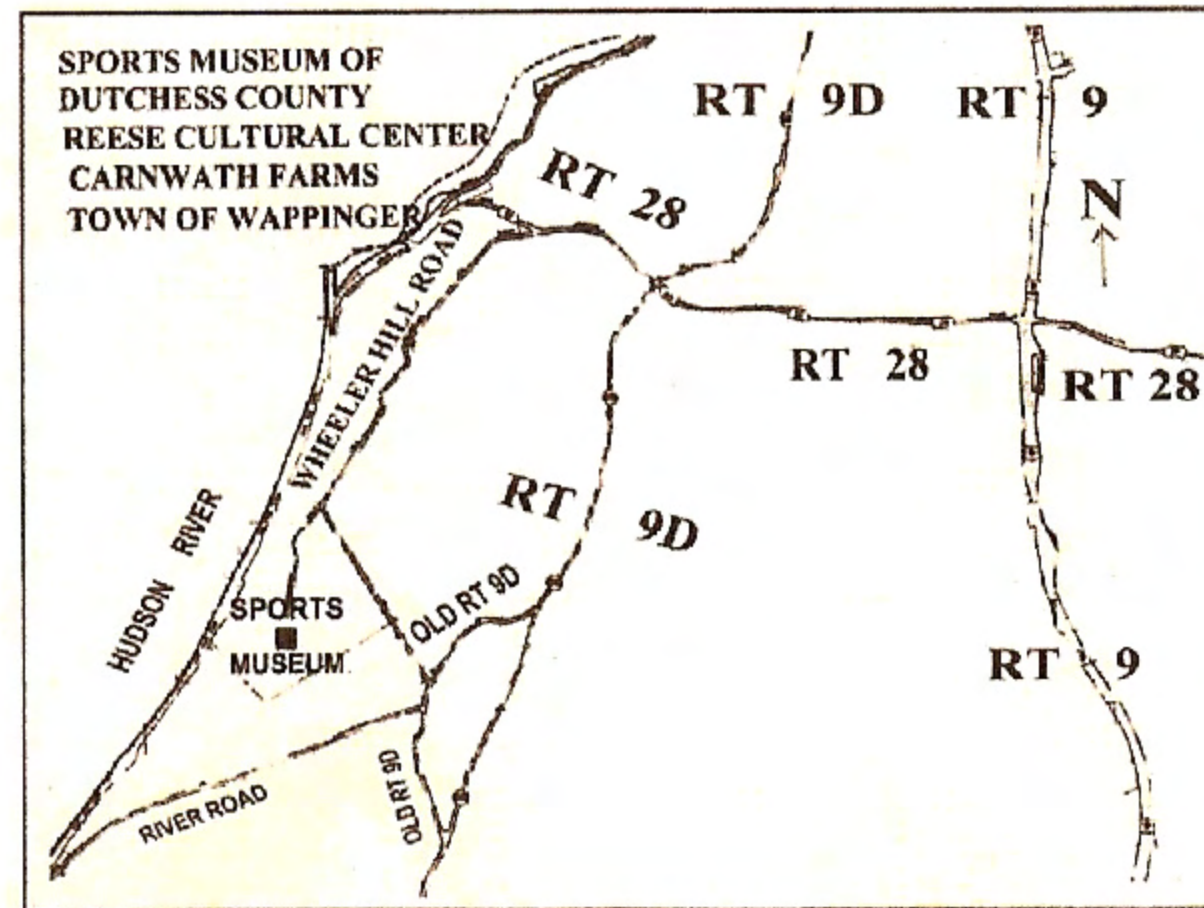 SPORTS MUSEUM OF
DUTCHESS COUNTY
REESE CULTURAL CENTER
CARNWATH FARMS
TOWN OF WAPPINGER
RT 9D
RT 9
N
RT 28
WHEELER HILL ROAD
RT 28
RT 28
RT 9D
HUDSON RIVER
OLD RT 9D
SPORTS
MUSEUM
RT 9
OLD RT 9D
RIVER ROAD